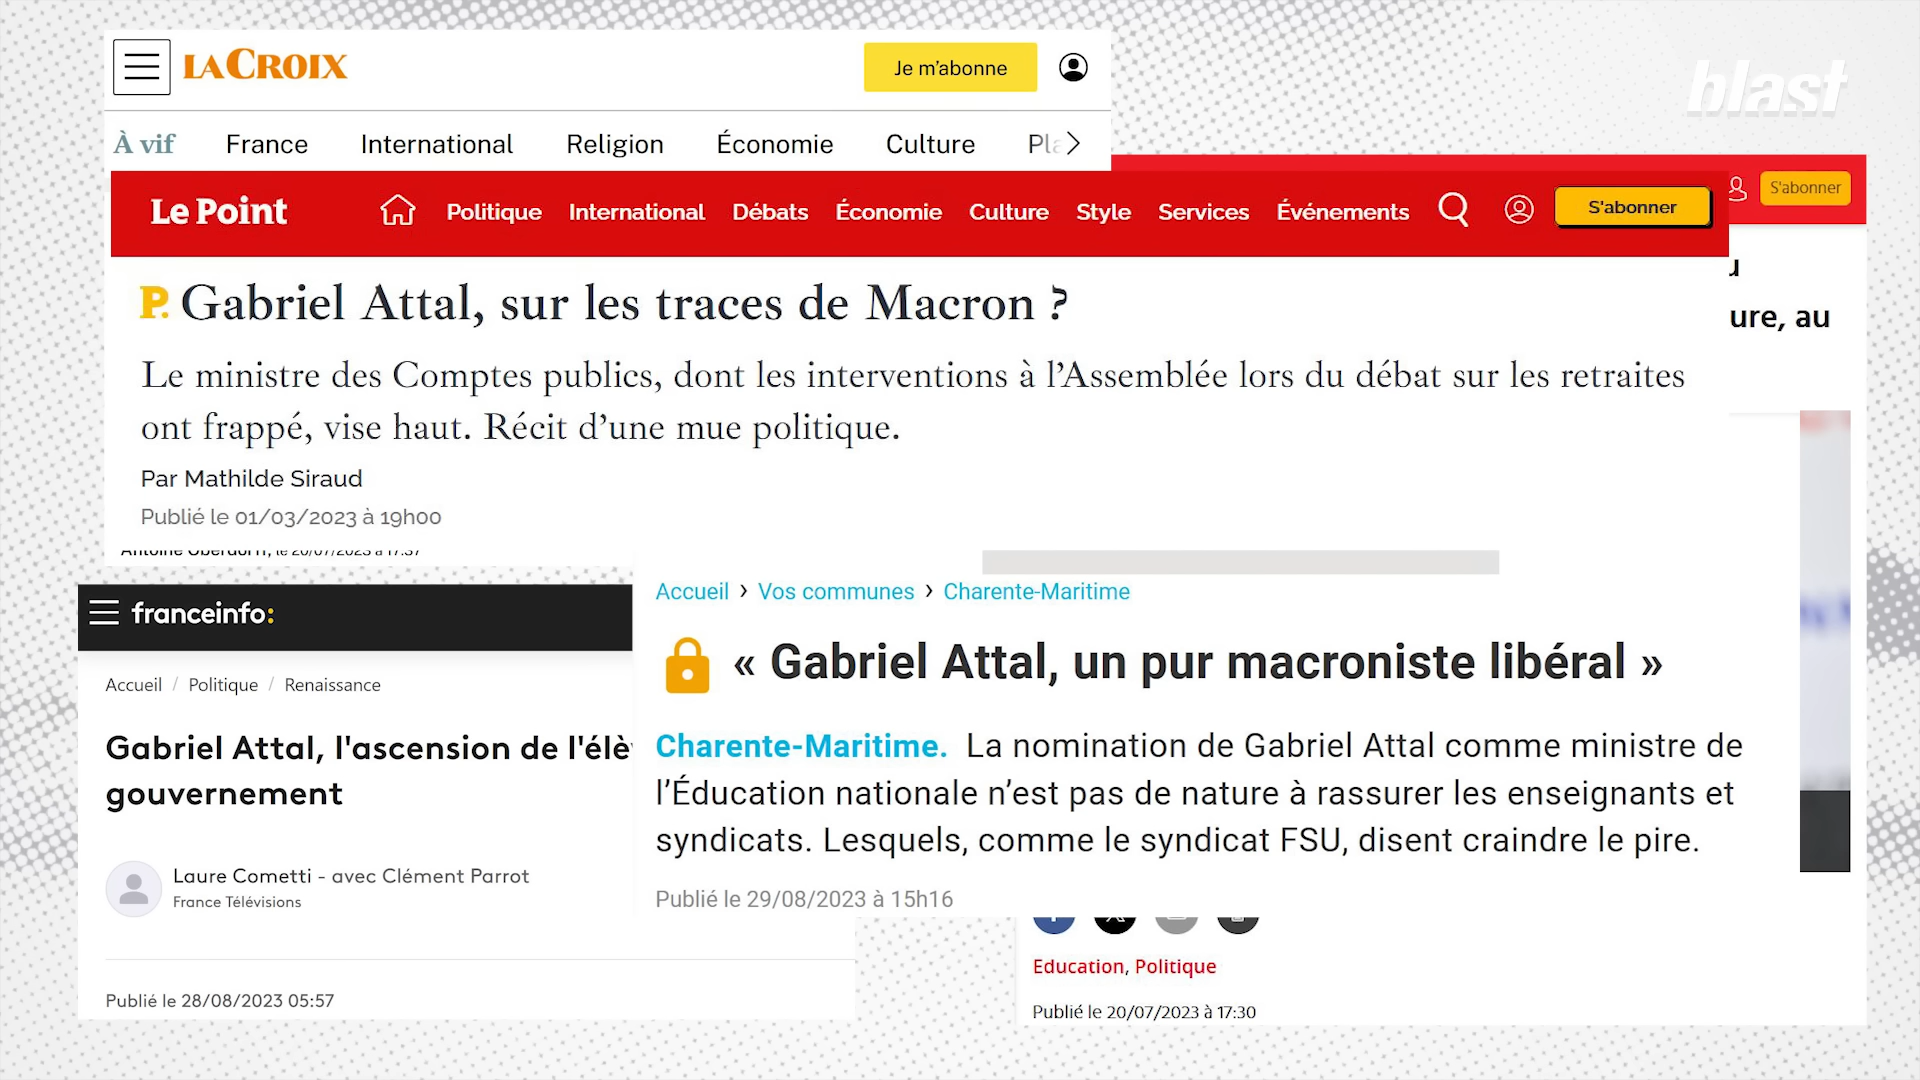 LA CROIX
Je m'abonne
blast
À vif France International Religion Économie Culture
S'abonner
Le Point Politique International Débats Économie Culture Style Services Événements S'abonner
ure, au
P. Gabriel Attal, sur les traces de Macron ?
Le ministre des Comptes publics, dont les interventions à l'Assemblée lors du débat sur les retraites
ont frappé, vise haut. Récit d'une mue politique.
Par Mathilde Siraud
Publié le 01/03/2023 à 19h00
franceinfo:
Accueil / Politique / Renaissance
Gabriel Attal, l'ascension de l'élè
gouvernement
Laure Cometti - avec Clément Parrot
France Télévisions
Publié le 28/08/2023 05:57
Accueil › Vos communes › Charente-Maritime
« Gabriel Attal, un pur macroniste libéral »
Charente-Maritime. La nomination de Gabriel Attal comme ministre de
l'Éducation nationale n'est pas de nature à rassurer les enseignants et
syndicats. Lesquels, comme le syndicat FSU, disent craindre le pire.
Publié le 29/08/2023 à 15h16
Education, Politique
Publié le 20/07/2023 à 17:30